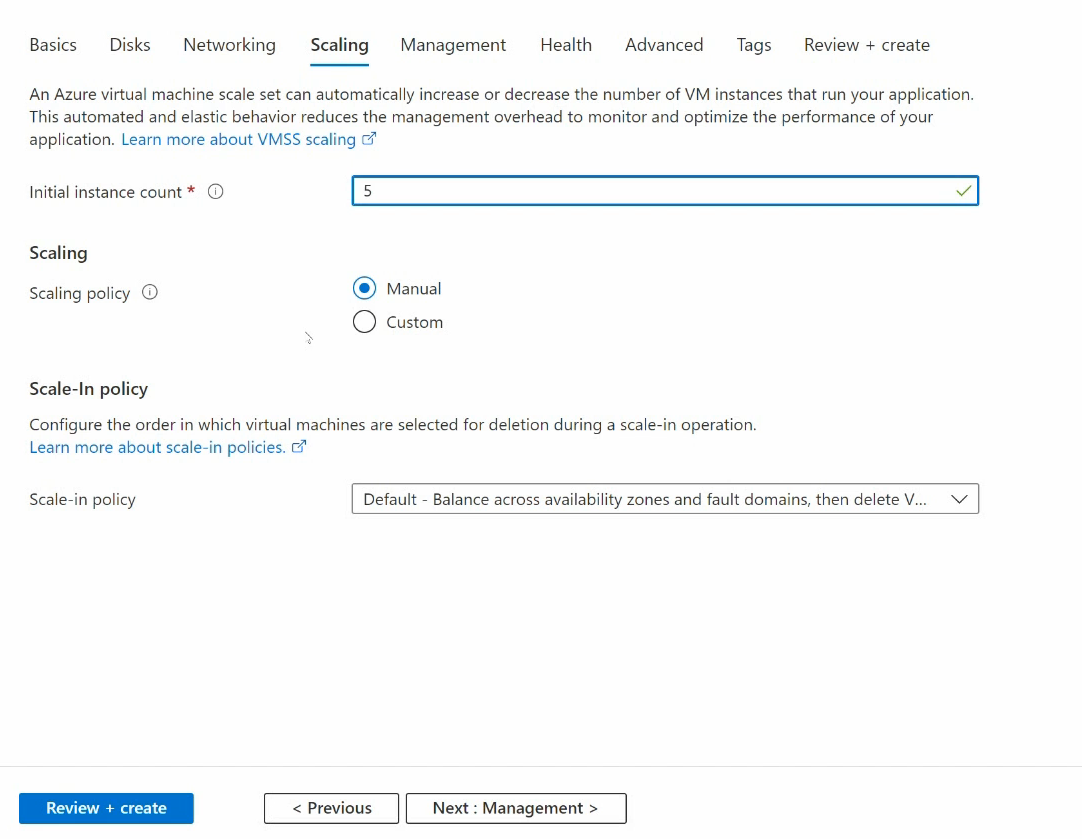 Basics Disks Networking Scaling Management Health Advanced Tags Review + create
An Azure virtual machine scale set can automatically increase or decrease the number of VM instances that run your application.
This automated and elastic behavior reduces the management overhead to monitor and optimize the performance of your
application. Learn more about VMSS scaling
Initial instance count * 5
Scaling
Scaling policy
Manual
Custom
Scale-In policy
Configure the order in which virtual machines are selected for deletion during a scale-in operation.
Learn more about scale-in policies.
Scale-in policy Default - Balance across availability zones and fault domains, then delete V...
Review + create < Previous Next : Management >